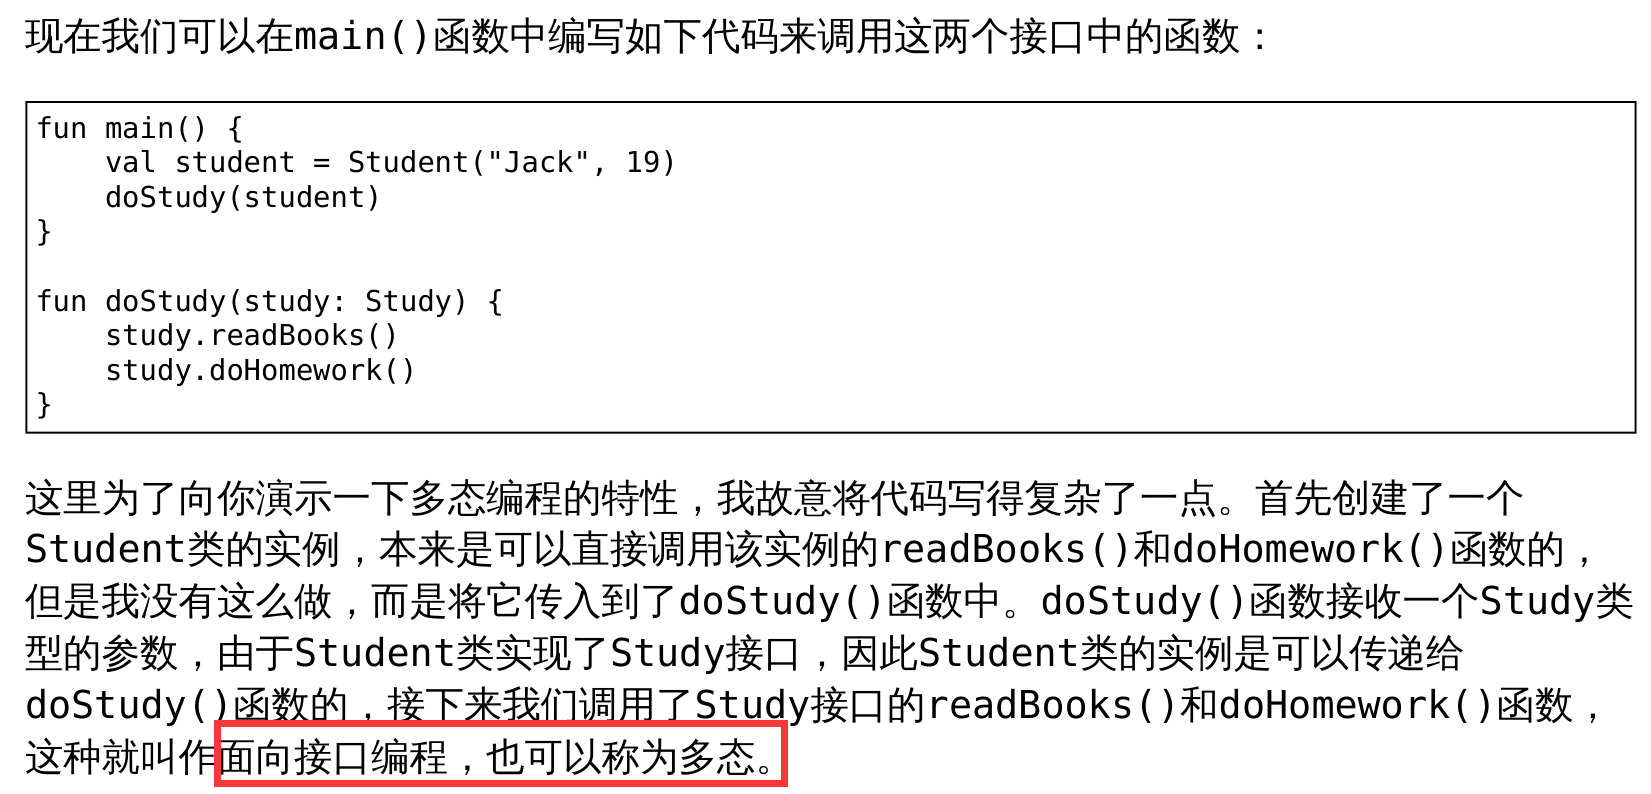 现在我们可以在main()函数中编写如下代码来调用这两个接口中的函数：
fun main() {
    val student = Student("Jack", 19)
    doStudy(student)
}
fun doStudy(study: Study) {
    study.readBooks()
    study.doHomework()
}
这里为了向你演示一下多态编程的特性，我故意将代码写得复杂了一点。首先创建了一个
Student类的实例，本来是可以直接调用该实例的readBooks()和doHomework()函数的，
但是我没有这么做，而是将它传入到了doStudy()函数中。doStudy()函数接收一个Study类
型的参数，由于Student类实现了Study接口，因此Student类的实例是可以传递给
doStudy()函数的，接下来我们调用了Study接口的readBooks()和doHomework()函数，
这种就叫作面向接口编程，也可以称为多态。